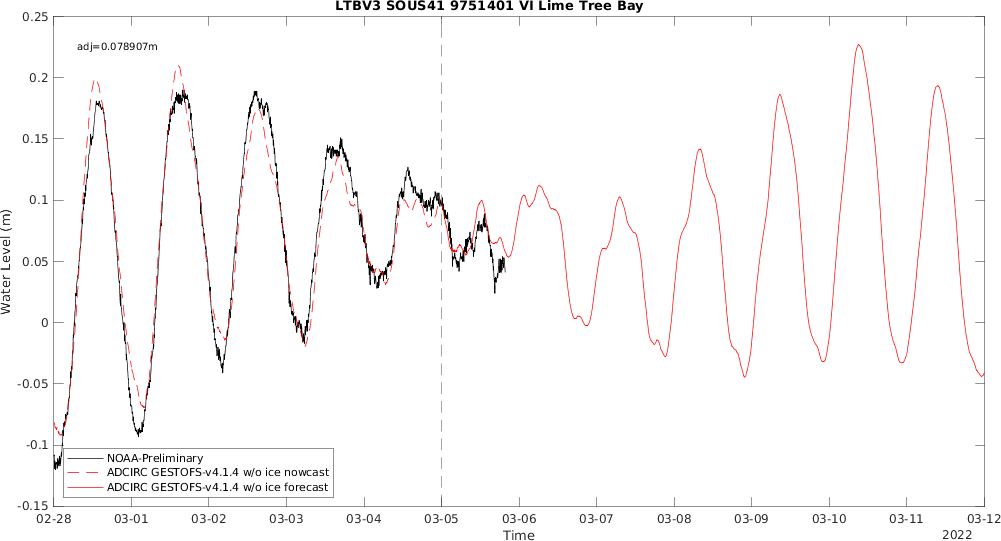 LTBV3 SOUS41 9751401 VI Lime Tree Bay
adj=0.078907m
0.25
0.2
0.15
0.1
0.05
0
-0.05
-0.1
-0.15
Water Level (m)
NOAA-Preliminary
ADCIRC GESTOFS-v4.1.4 w/o ice nowcast
ADCIRC GESTOFS-v4.1.4 w/o ice forecast
02-28 03-01 03-02 03-03 03-04 03-05 03-06 03-07 03-08 03-09 03-10 03-11 03-12
Time
2022